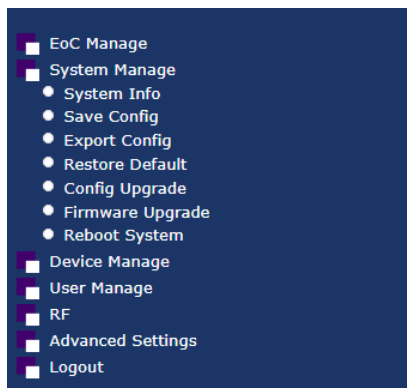 EoC Manage
System Manage
System Info
Save Config
Export Config
Restore Default
Config Upgrade
Firmware Upgrade
Reboot System
Device Manage
User Manage
RF
Advanced Settings
Logout